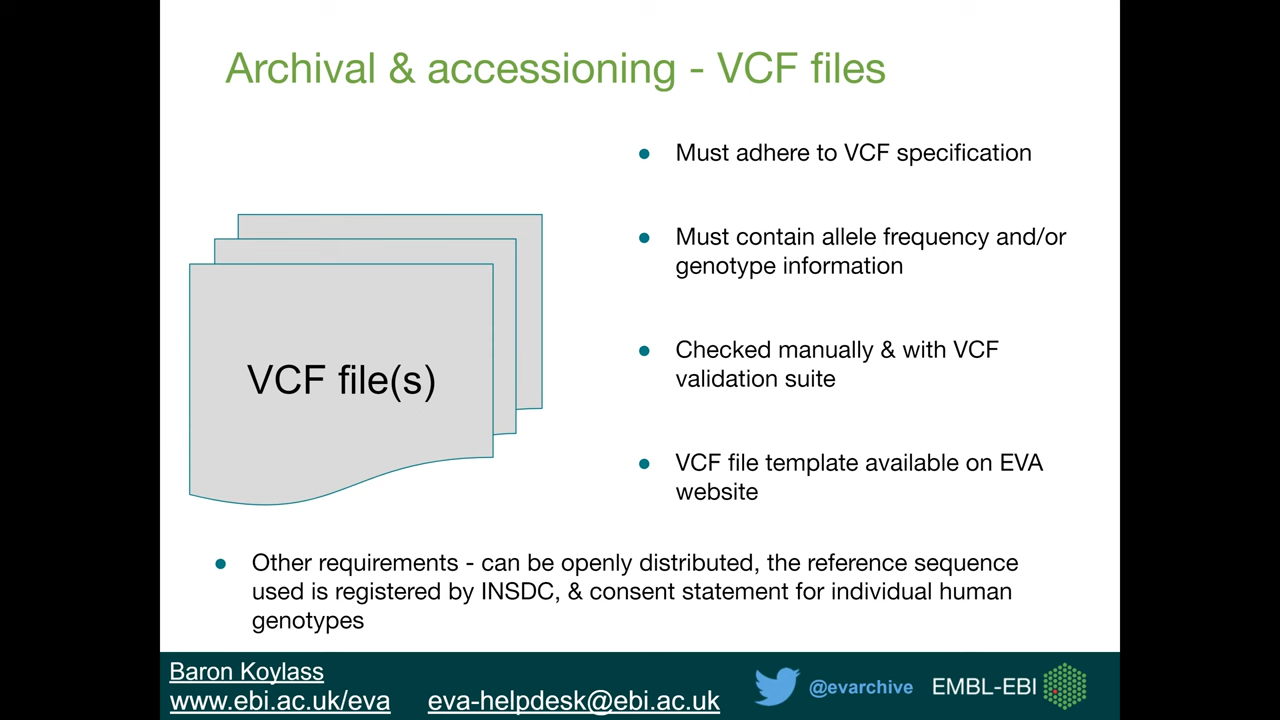 Archival & accessioning - VCF files
● Must adhere to VCF specification
● Must contain allele frequency and/or
genotype information
● Checked manually & with VCF
validation suite
● VCF file template available on EVA
website
VCF file(s)
● Other requirements - can be openly distributed, the reference sequence
used is registered by INSDC, & consent statement for individual human
genotypes
Baron Koylass
www.ebi.ac.uk/eva eva-helpdesk@ebi.ac.uk
@evarchive EMBL-EBI